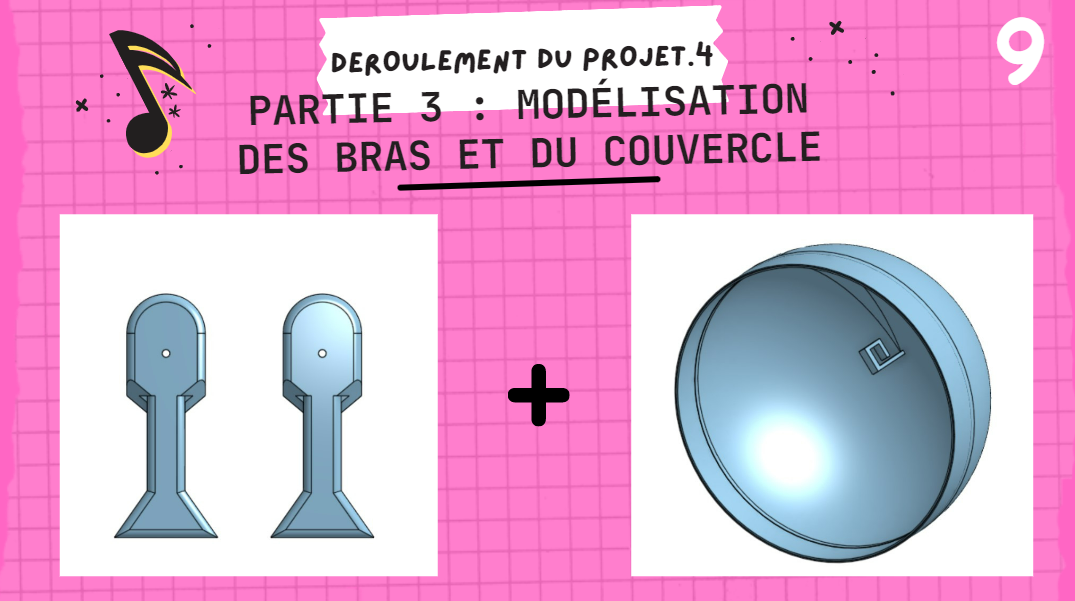 DEROULEMENT DU PROJET.4
9
PARTIE 3 : MODÉLISATION
DES BRAS ET DU COUVERCLE